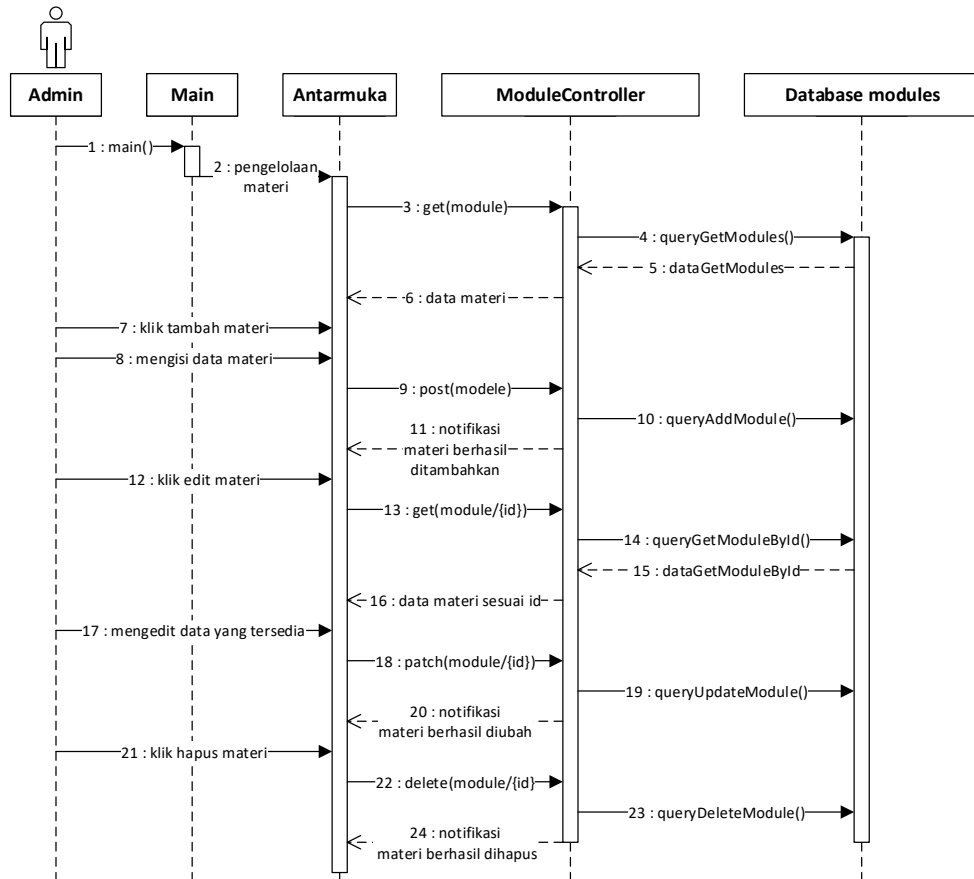 Admin
Main
Antarmuka
ModuleController
Database modules
1 : main()
2 : pengelolaan
materi
3 : get(module)
4 : queryGetModules()
5 : dataGetModules
6 : data materi
7 : klik tambah materi
8 : mengisi data materi
9 : post(modele)
10 : queryAddModule()
11 : notifikasi
materi berhasil
ditambahkan
12 : klik edit materi
13 : get(module/{id})
14 : queryGetModuleById()
15 : dataGetModuleById
16 : data materi sesuai id
17 : mengedit data yang tersedia
18 : patch(module/{id})
19 : queryUpdateModule()
20 : notifikasi
materi berhasil diubah
21 : klik hapus materi
22 : delete(module/{id}
23 : queryDeleteModule()
24 : notifikasi
materi berhasil dihapus